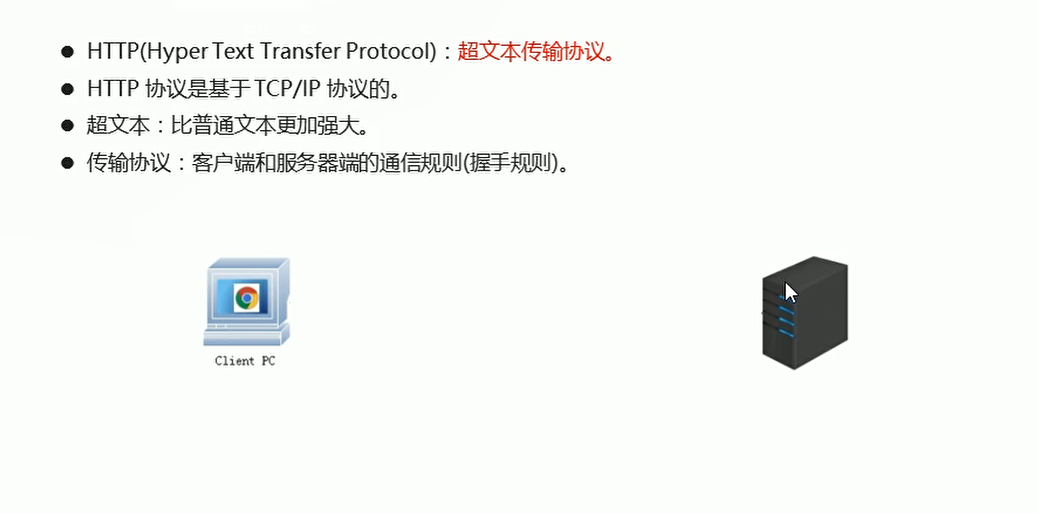 ● HTTP(Hyper Text Transfer Protocol)：超文本传输协议。
● HTTP 协议是基于TCP/IP 协议的。
● 超文本：比普通文本更加强大。
● 传输协议：客户端和服务器端的通信规则(握手规则)。
Client PC